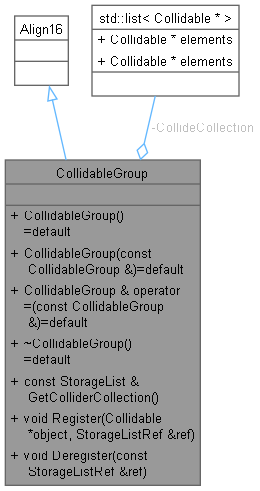 Align16
std::list< Collidable * >
+ Collidable * elements
+ Collidable * elements
-CollideCollection
CollidableGroup
+ CollidableGroup()
=default
+ CollidableGroup(const
CollidableGroup &)=default
+ CollidableGroup & operator
=(const CollidableGroup
&)=default
+ ~CollidableGroup()
=default
+ const StorageList &
GetColliderCollection()
+ void Register(Collidable
*object, StorageListRef &ref)
+ void Deregister(const
StorageListRef &ref)